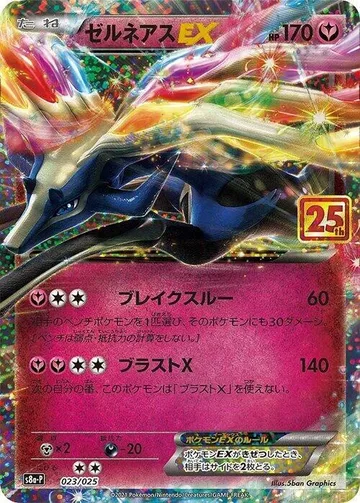 たね
ゼルネアスEX HP170
25th
ブレイクスルー 60
相手のベンチポケモンを1匹選び、そのポケモンにも30ダメージ。
[ベンチは弱点・抵抗力の計算をしない。]
ブラストX 140
次の自分の番、このポケモンは「ブラストX」を使えない。
×2 -20
ポケモンEXのルール
ポケモンEXがきぜつしたとき、
相手はサイドを2枚とる。
s8a-P 023/025
Illus.5ban Graphics
©2021 Pokémon/Nintendo/Creatures/GAME FREAK.